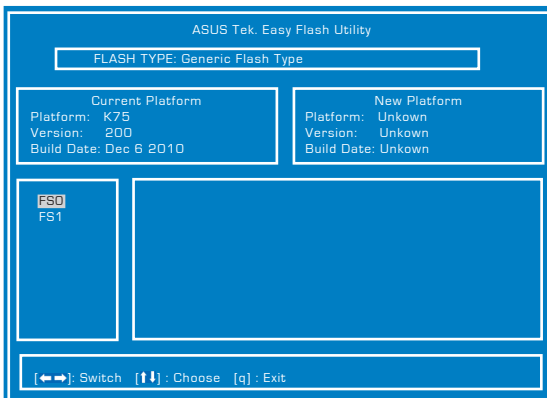 ASUS Tek. Easy Flash Utility
FLASH TYPE: Generic Flash Type
Current Platform
Platform: K75
Version: 200
Build Date: Dec 6 2010
New Platform
Platform: Unkown
Version: Unkown
Build Date: Unkown
FS0
FS1
[⬅➡]: Switch [⬆⬇] : Choose [q] : Exit